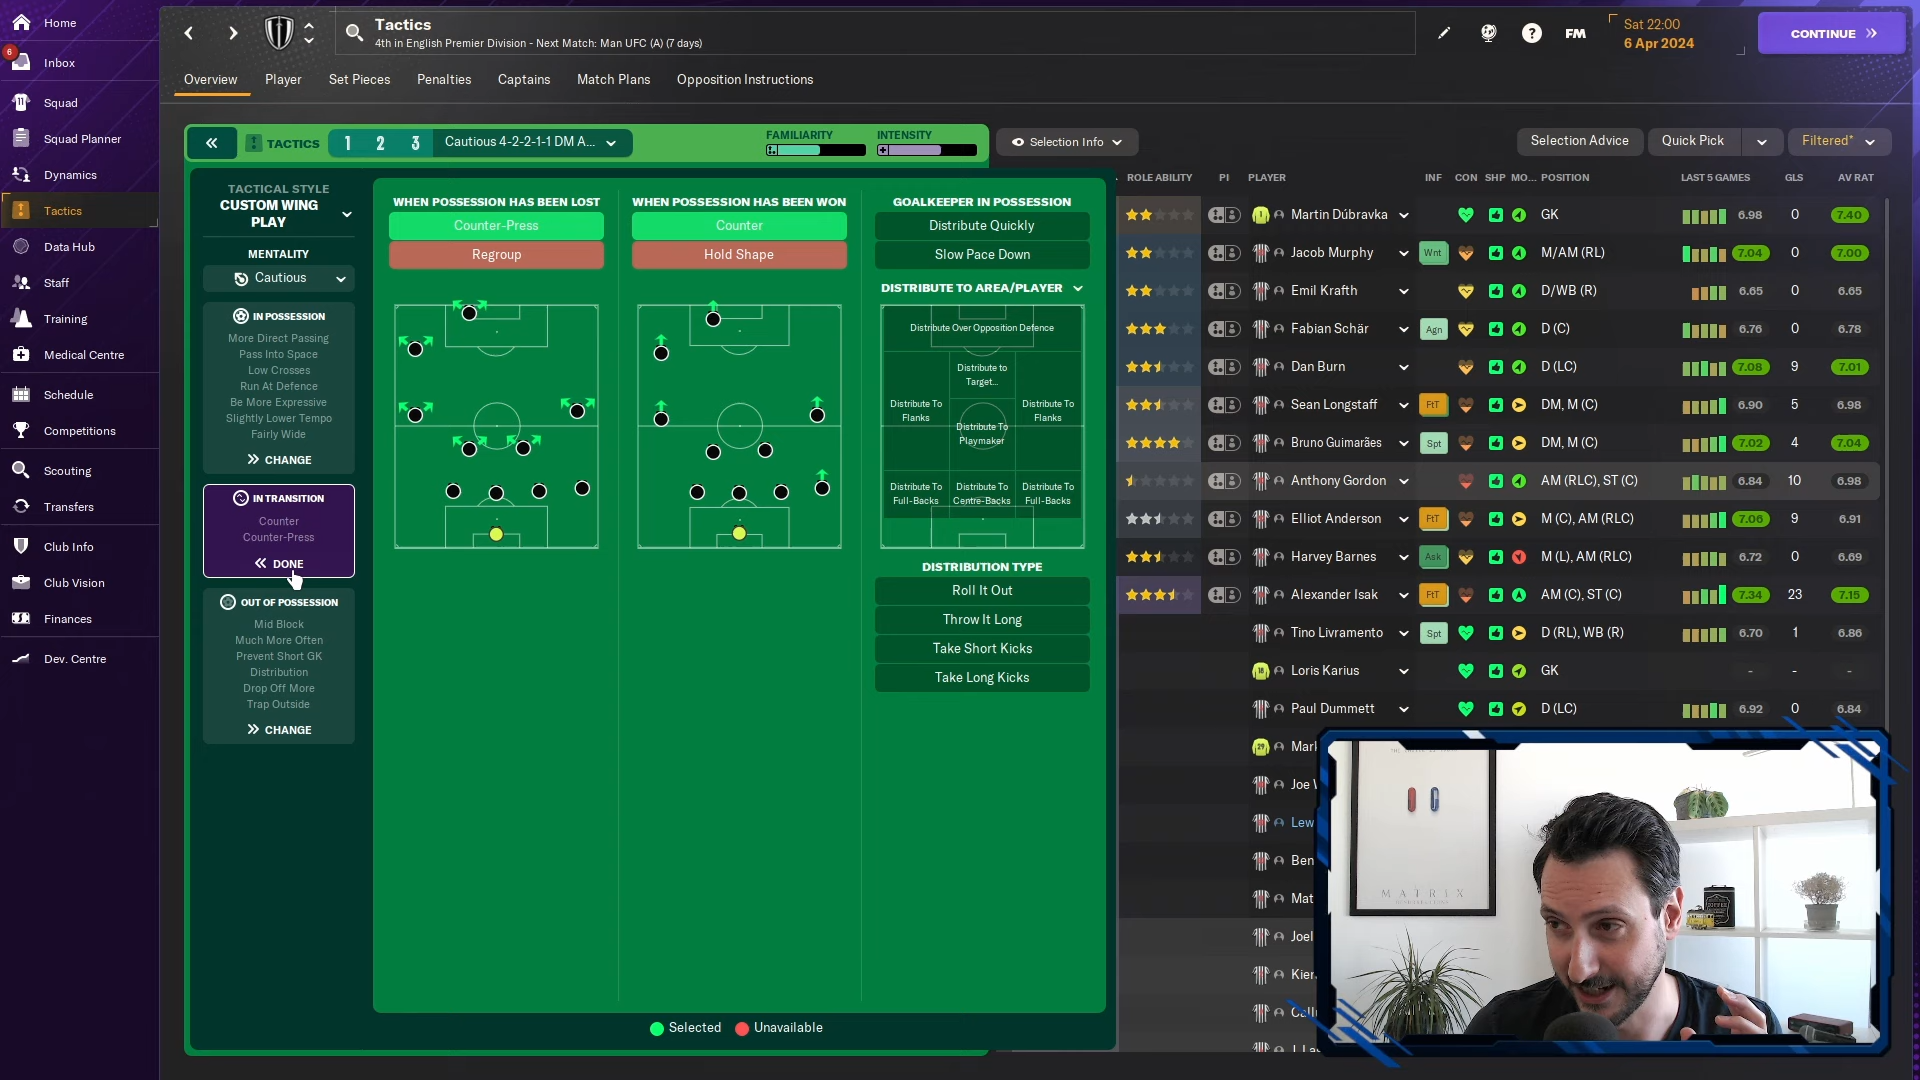 Home
6
Inbox
Squad
Squad Planner
Dynamics
Tactics
Data Hub
Staff
Training
Medical Centre
Schedule
Competitions
Scouting
Transfers
Club Info
Club Vision
Finances
Dev. Centre
Tactics
4th in English Premier Division - Next Match: Man UFC (A) (7 days)
FM
Sat 22:00
6 Apr 2024
CONTINUE
Overview Player Set Pieces Penalties Captains Match Plans Opposition Instructions
TACTICS 1 2 3 Cautious 4-2-2-1-1 DM A...
FAMILIARITY
INTENSITY
Selection Info
Selection Advice
Quick Pick
Filtered*
TACTICAL STYLE
CUSTOM WING
PLAY
MENTALITY
Cautious
IN POSSESSION
More Direct Passing
Pass Into Space
Low Crosses
Run At Defence
Be More Expressive
Slightly Lower Tempo
Fairly Wide
CHANGE
IN TRANSITION
Counter
Counter-Press
DONE
OUT OF POSSESSION
Mid Block
Much More Often
Prevent Short GK
Distribution
Drop Off More
Trap Outside
CHANGE
WHEN POSSESSION HAS BEEN LOST
Counter-Press
Regroup
WHEN POSSESSION HAS BEEN WON
Counter
Hold Shape
GOALKEEPER IN POSSESSION
Distribute Quickly
Slow Pace Down
DISTRIBUTE TO AREA/PLAYER
Distribute Over Opposition Defence
Distribute to
Target...
Distribute To
Flanks
Distribute To
Playmaker
Distribute To
Flanks
Distribute To
Full-Backs
Distribute To
Centre-Backs
Distribute To
Full-Backs
DISTRIBUTION TYPE
Roll It Out
Throw It Long
Take Short Kicks
Take Long Kicks
Selected Unavailable
ROLE ABILITY PI PLAYER INF CON SHP MO... POSITION LAST 5 GAMES GLS AV RAT
Martin Dúbravka GK 6.98 0 7.40
Jacob Murphy Wnt M/AM (RL) 7.04 0 7.00
Emil Krafth D/WB (R) 6.65 0 6.65
Fabian Schär Agn D (C) 6.76 0 6.78
Dan Burn D (LC) 7.08 9 7.01
Sean Longstaff FtT DM, M (C) 6.90 5 6.98
Bruno Guimarães Spt DM, M (C) 7.02 4 7.04
Anthony Gordon AM (RLC), ST (C) 6.84 10 6.98
Elliot Anderson FtT M (C), AM (RLC) 7.06 9 6.91
Harvey Barnes Ask M (L), AM (RLC) 6.72 0 6.69
Alexander Isak FtT AM (C), ST (C) 7.34 23 7.15
Tino Livramento Spt D (RL), WB (R) 6.70 1 6.86
Loris Karius GK - - -
Paul Dummett D (LC) 6.92 0 6.84
29 Mark
Joe
Lew
Ben
Mat
Joel
Kier
Callu
MATRIX